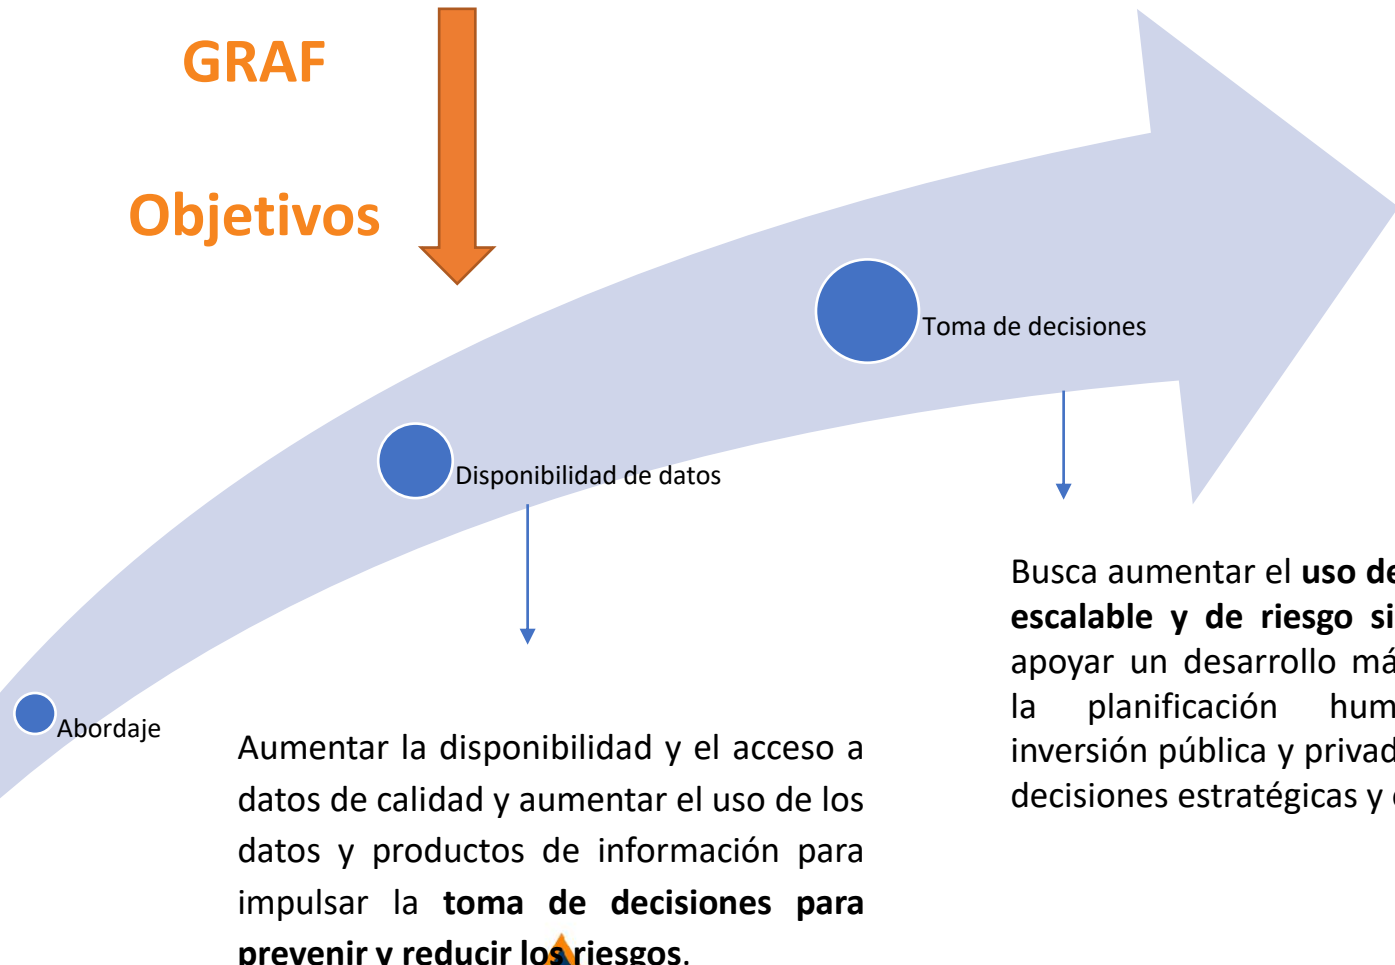 GRAF
Objetivos
Toma de decisiones
Disponibilidad de datos
Abordaje
Aumentar la disponibilidad y el acceso a
datos de calidad y aumentar el uso de los
datos y productos de información para
impulsar la toma de decisiones para
prevenir y reducir los riesgos.
Busca aumentar el uso de
escalable y de riesgo si
apoyar un desarrollo má
la planificación hum
inversión pública y privad
decisiones estratégicas y